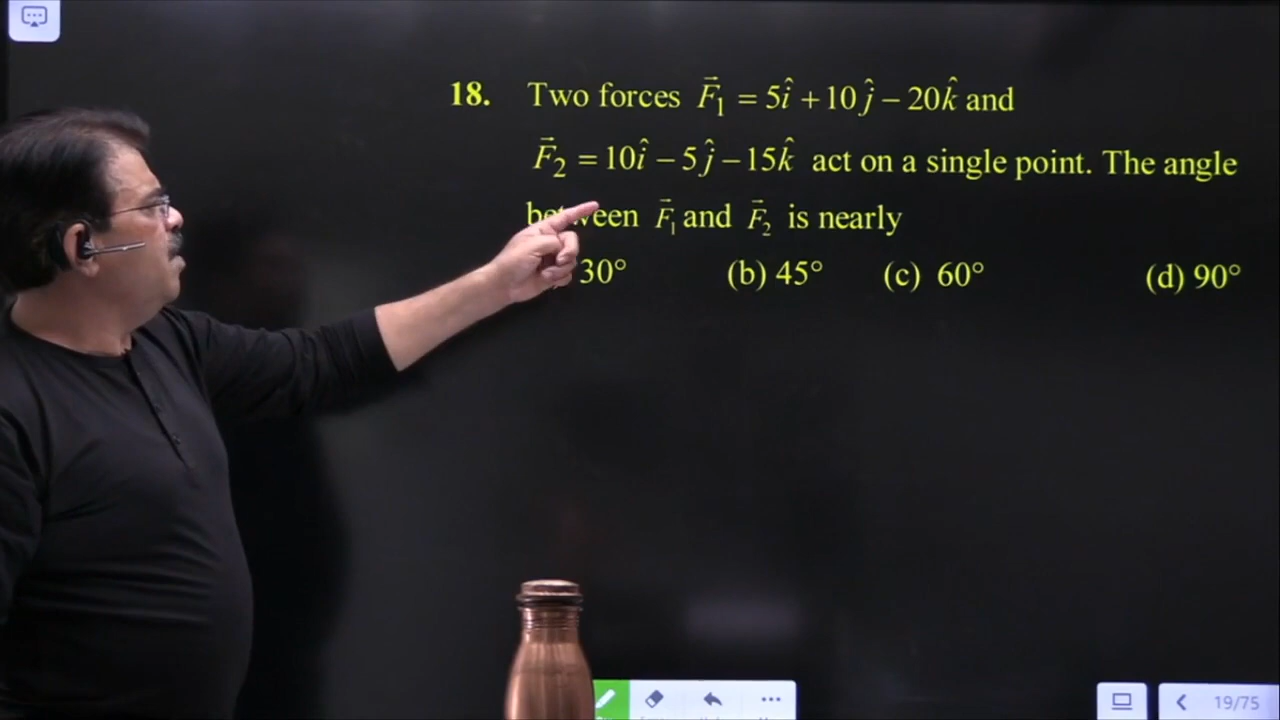 18. Two forces F⃗₁ = 5î + 10ĵ − 20k̂ and
F⃗₂ = 10î − 5ĵ − 15k̂ act on a single point. The angle
between F⃗₁ and F⃗₂ is nearly
30° (b) 45° (c) 60° (d) 90°
19/75